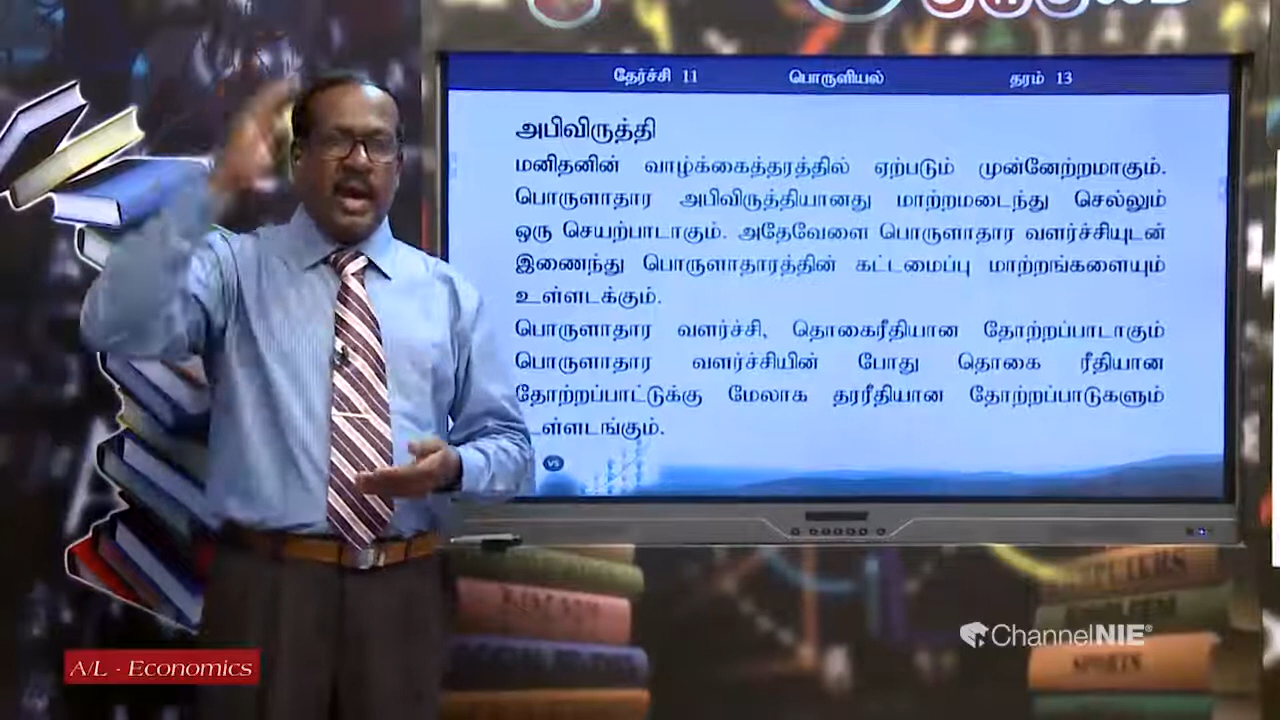 தேர்ச்சி 11 பொருளியல் தரம் 13
அபிவிருத்தி
மனிதனின் வாழ்க்கைத்தரத்தில் ஏற்படும் முன்னேற்றமாகும்.
பொருளாதார அபிவிருத்தியானது மாற்றமடைந்து செல்லும்
ஒரு செயற்பாடாகும். அதேவேளை பொருளாதார வளர்ச்சியுடன்
இணைந்து பொருளாதாரத்தின் கட்டமைப்பு மாற்றங்களையும்
உள்ளடக்கும்.
பொருளாதார வளர்ச்சி, தொகைரீதியான தோற்றப்பாடாகும்
பொருளாதார வளர்ச்சியின் போது தொகை ரீதியான
தோற்றப்பாட்டுக்கு மேலாக தரரீதியான தோற்றப்பாடுகளும்
உள்ளடங்கும்.
VS
ChannelNIE
A/L - Economics
SPORTS